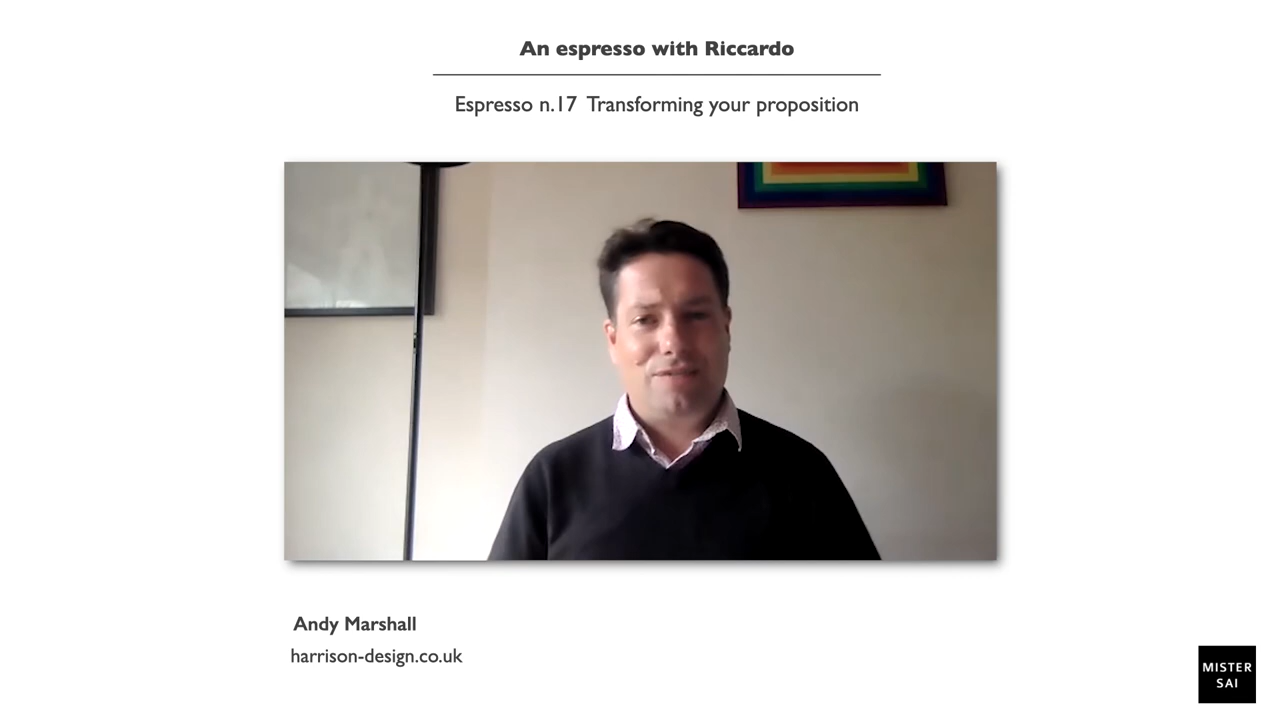 An espresso with Riccardo
Espresso n.17 Transforming your proposition
Andy Marshall
harrison-design.co.uk
MISTER
SAI